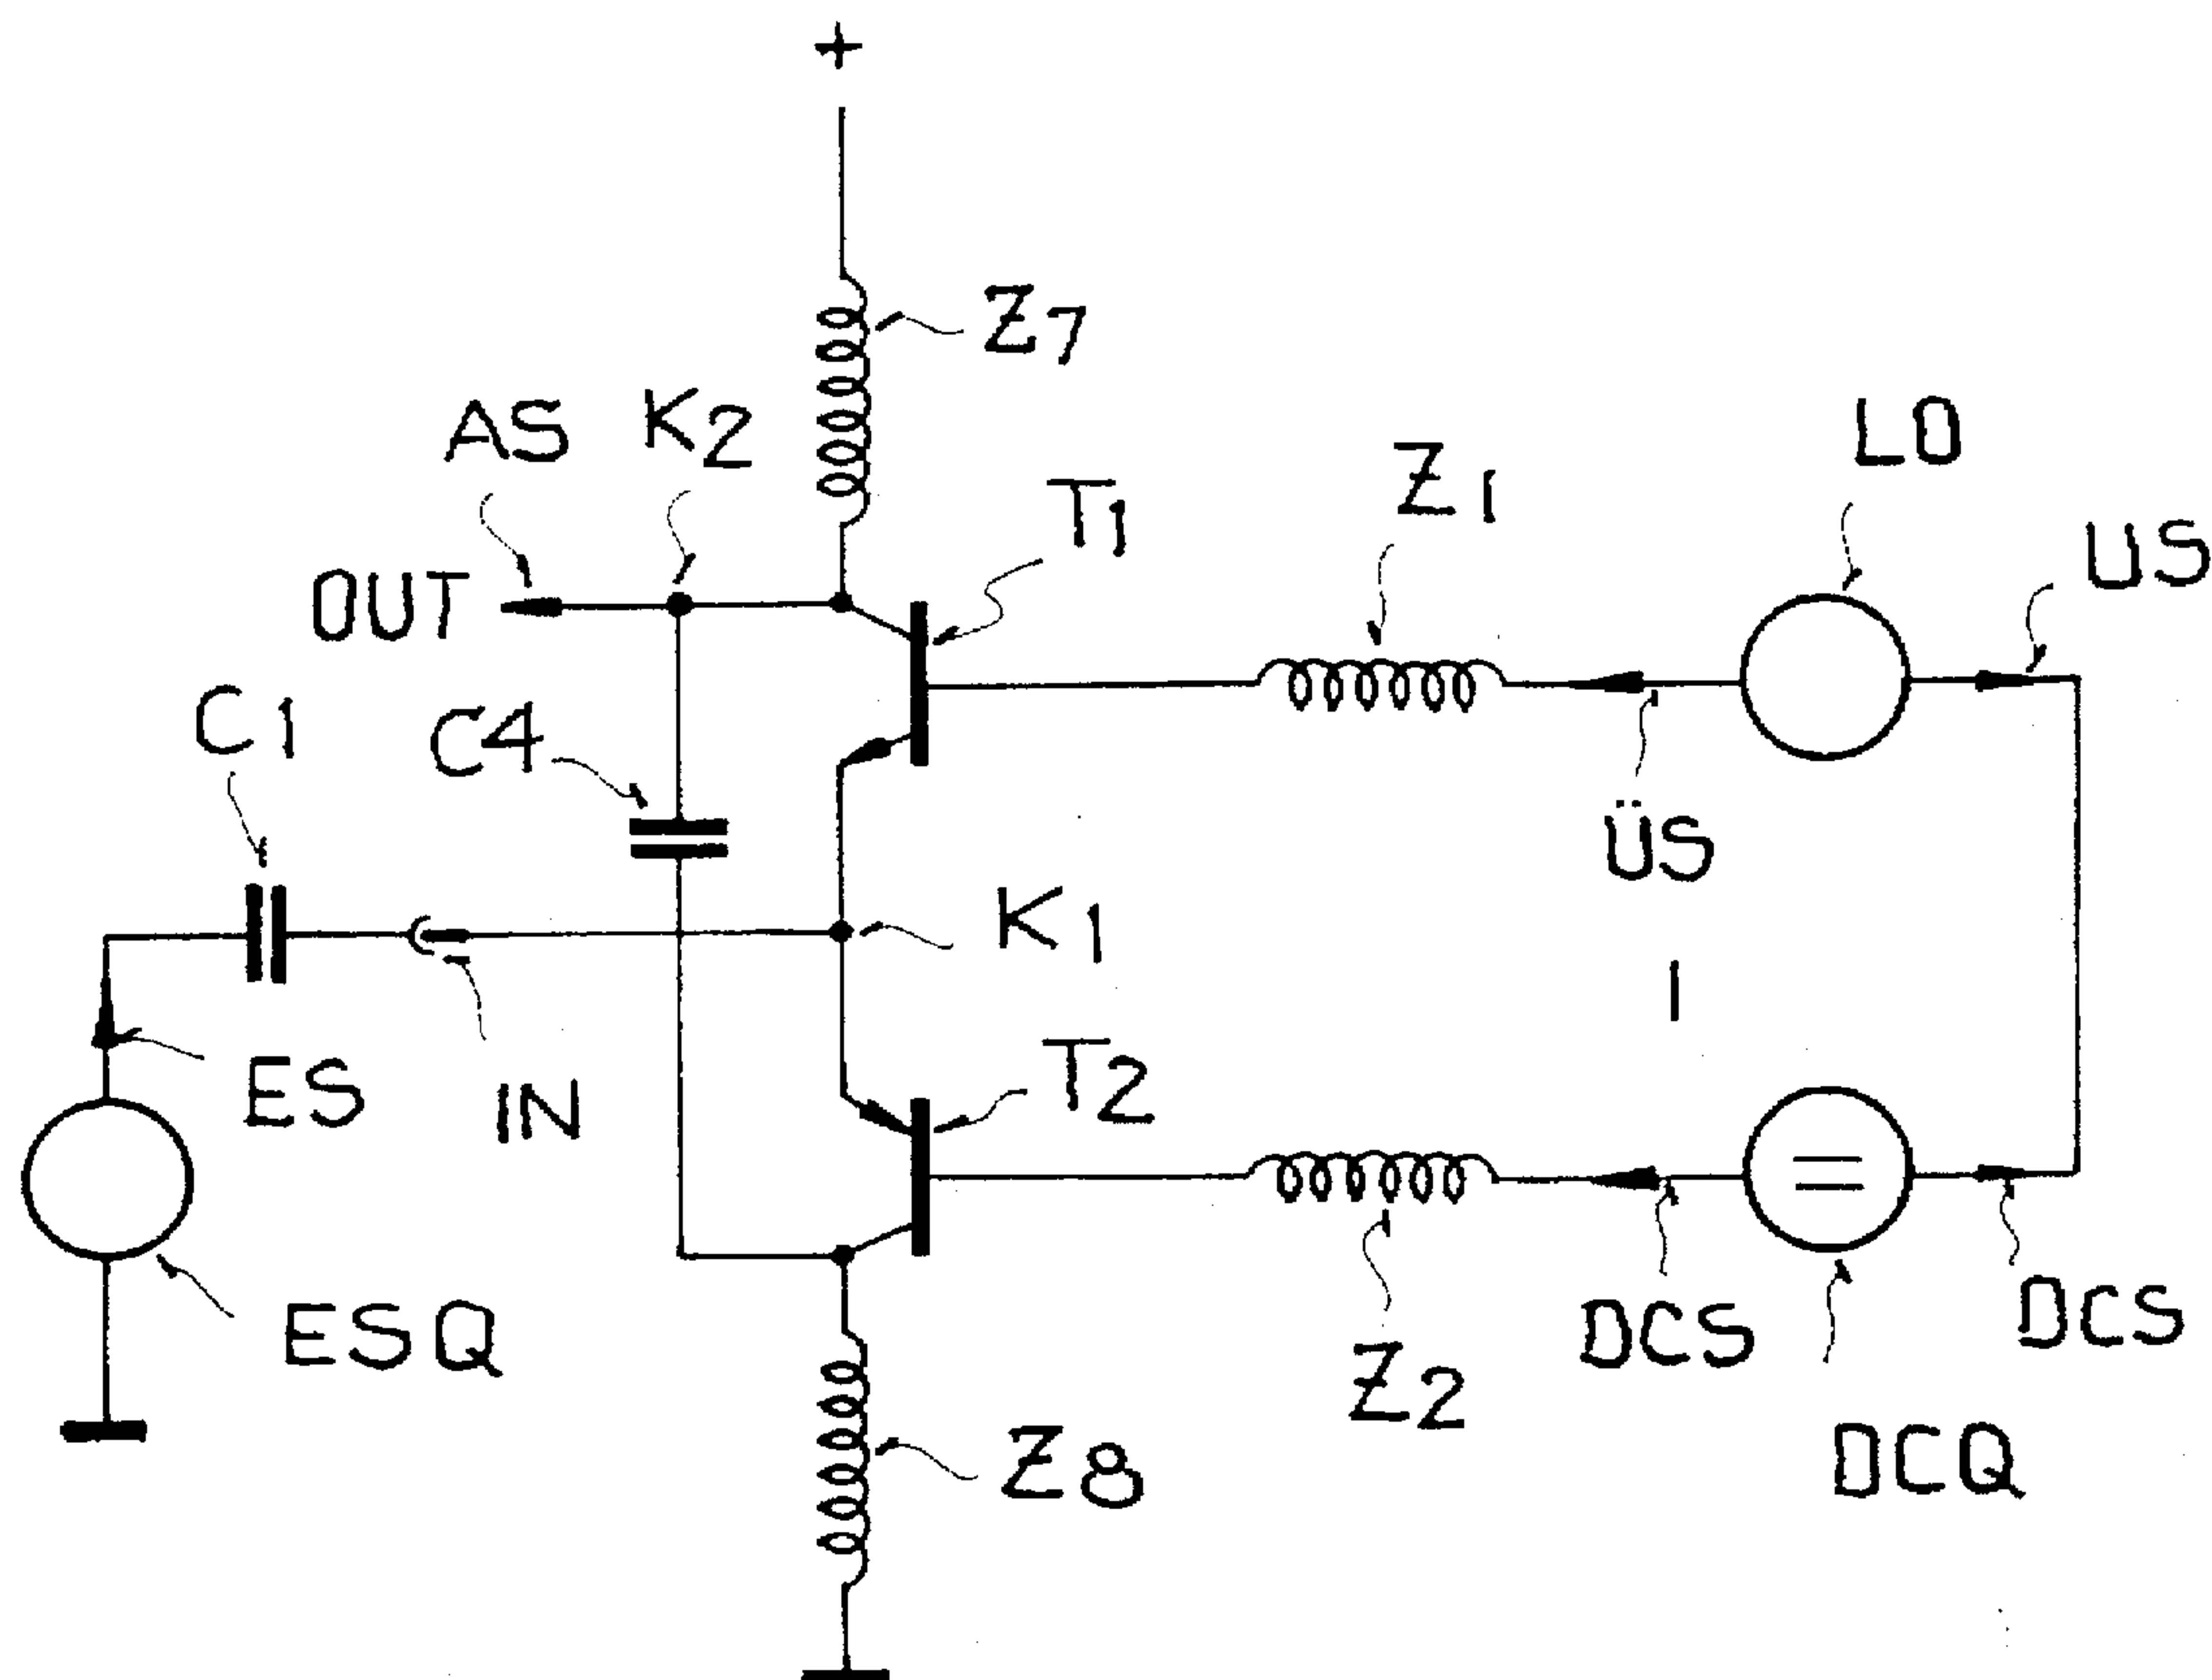 +
Z7
AS K2
LO
T1
Z1
US
OUT
C1
C4
ÜS
K1
I
T2
ES
IN
DCS
DCS
ESQ
Z2
Z8
DCQ